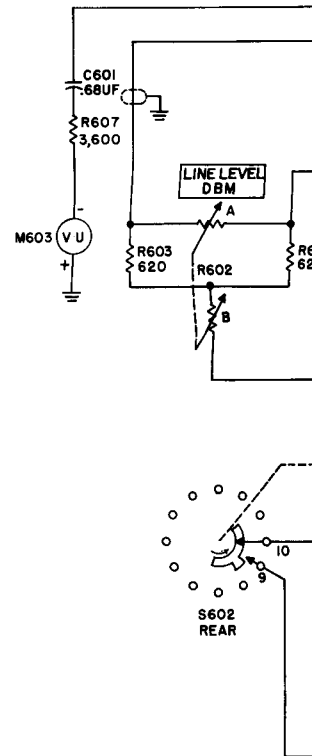 C601
.68UF
R607
3,600
LINE LEVEL
DBM
A
M603
VU
-
+
R603
620
R602
B
10
9
S602
REAR